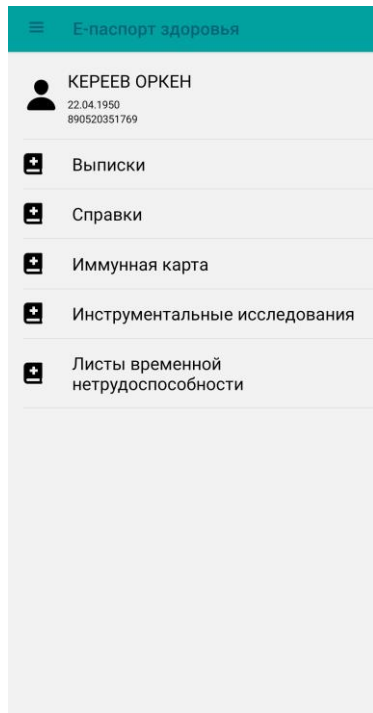 Е-паспорт здоровья
КЕРЕЕВ ОРКЕН
22.04.1950
890520351769
Выписки
Справки
Иммунная карта
Инструментальные исследования
Листы временной
нетрудоспособности